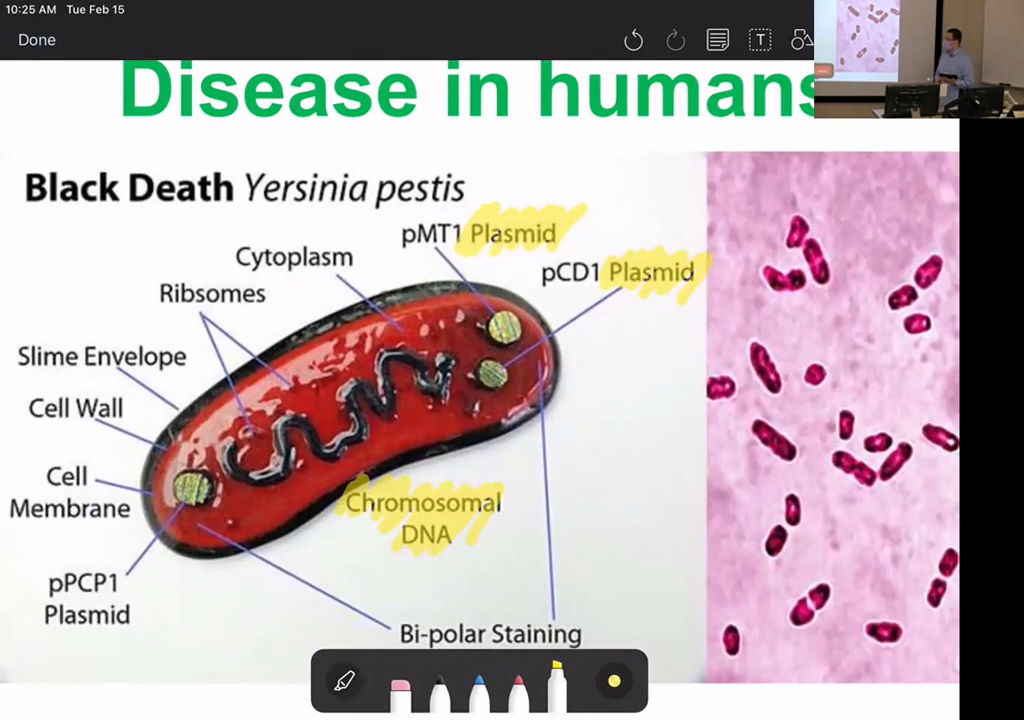 10:25 AM Tue Feb 15
Done
T
Disease in humans
Black Death Yersinia pestis
pMT1 Plasmid
Cytoplasm
pCD1 Plasmid
Ribsomes
Slime Envelope
Cell Wall
Cell
Membrane
Chromosomal
DNA
pPCP1
Plasmid
Bi-polar Staining